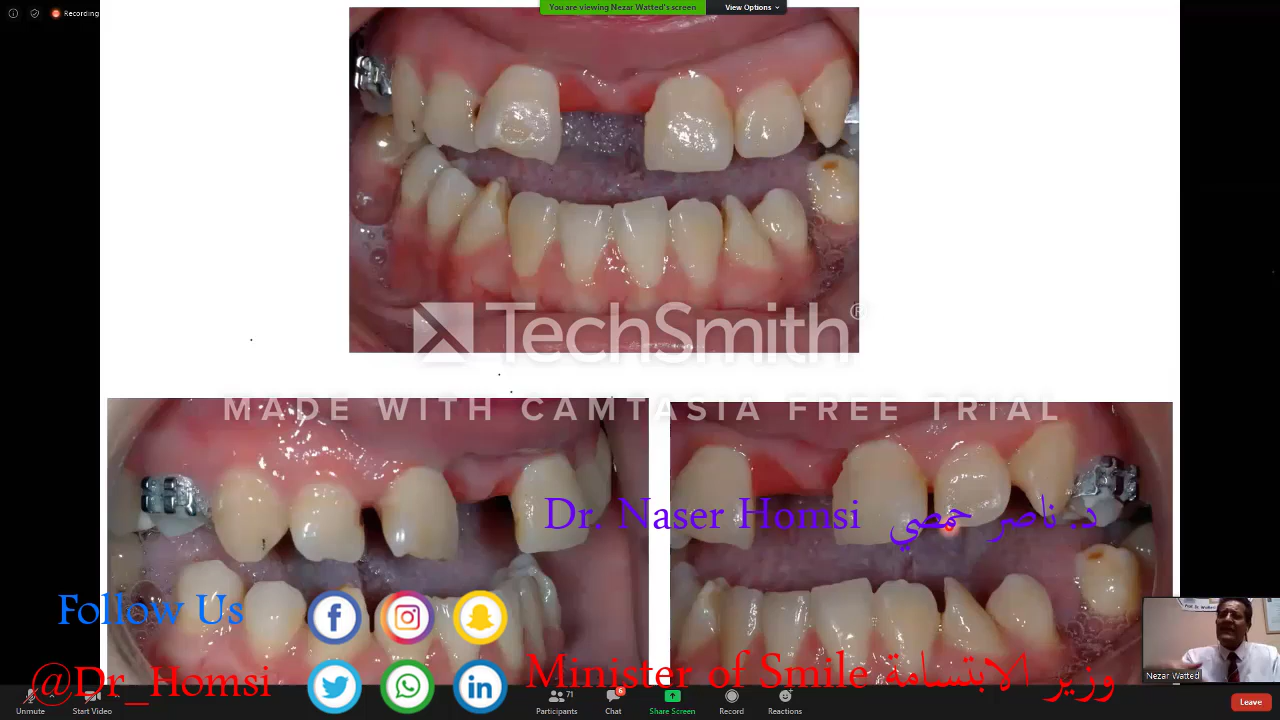 Recording
You are viewing Nezar Watted's screen
View Options
TechSmith®
MADE WITH CAMTASIA FREE TRIAL
Dr. Naser Homsi د. ناصر حمصي
Follow Us
@Dr_Homsi
Minister of Smile وزير الابتسامة
Nezar Watted
Unmute
Start Video
Participants 71
Chat 6
Share Screen
Record
Reactions
Leave